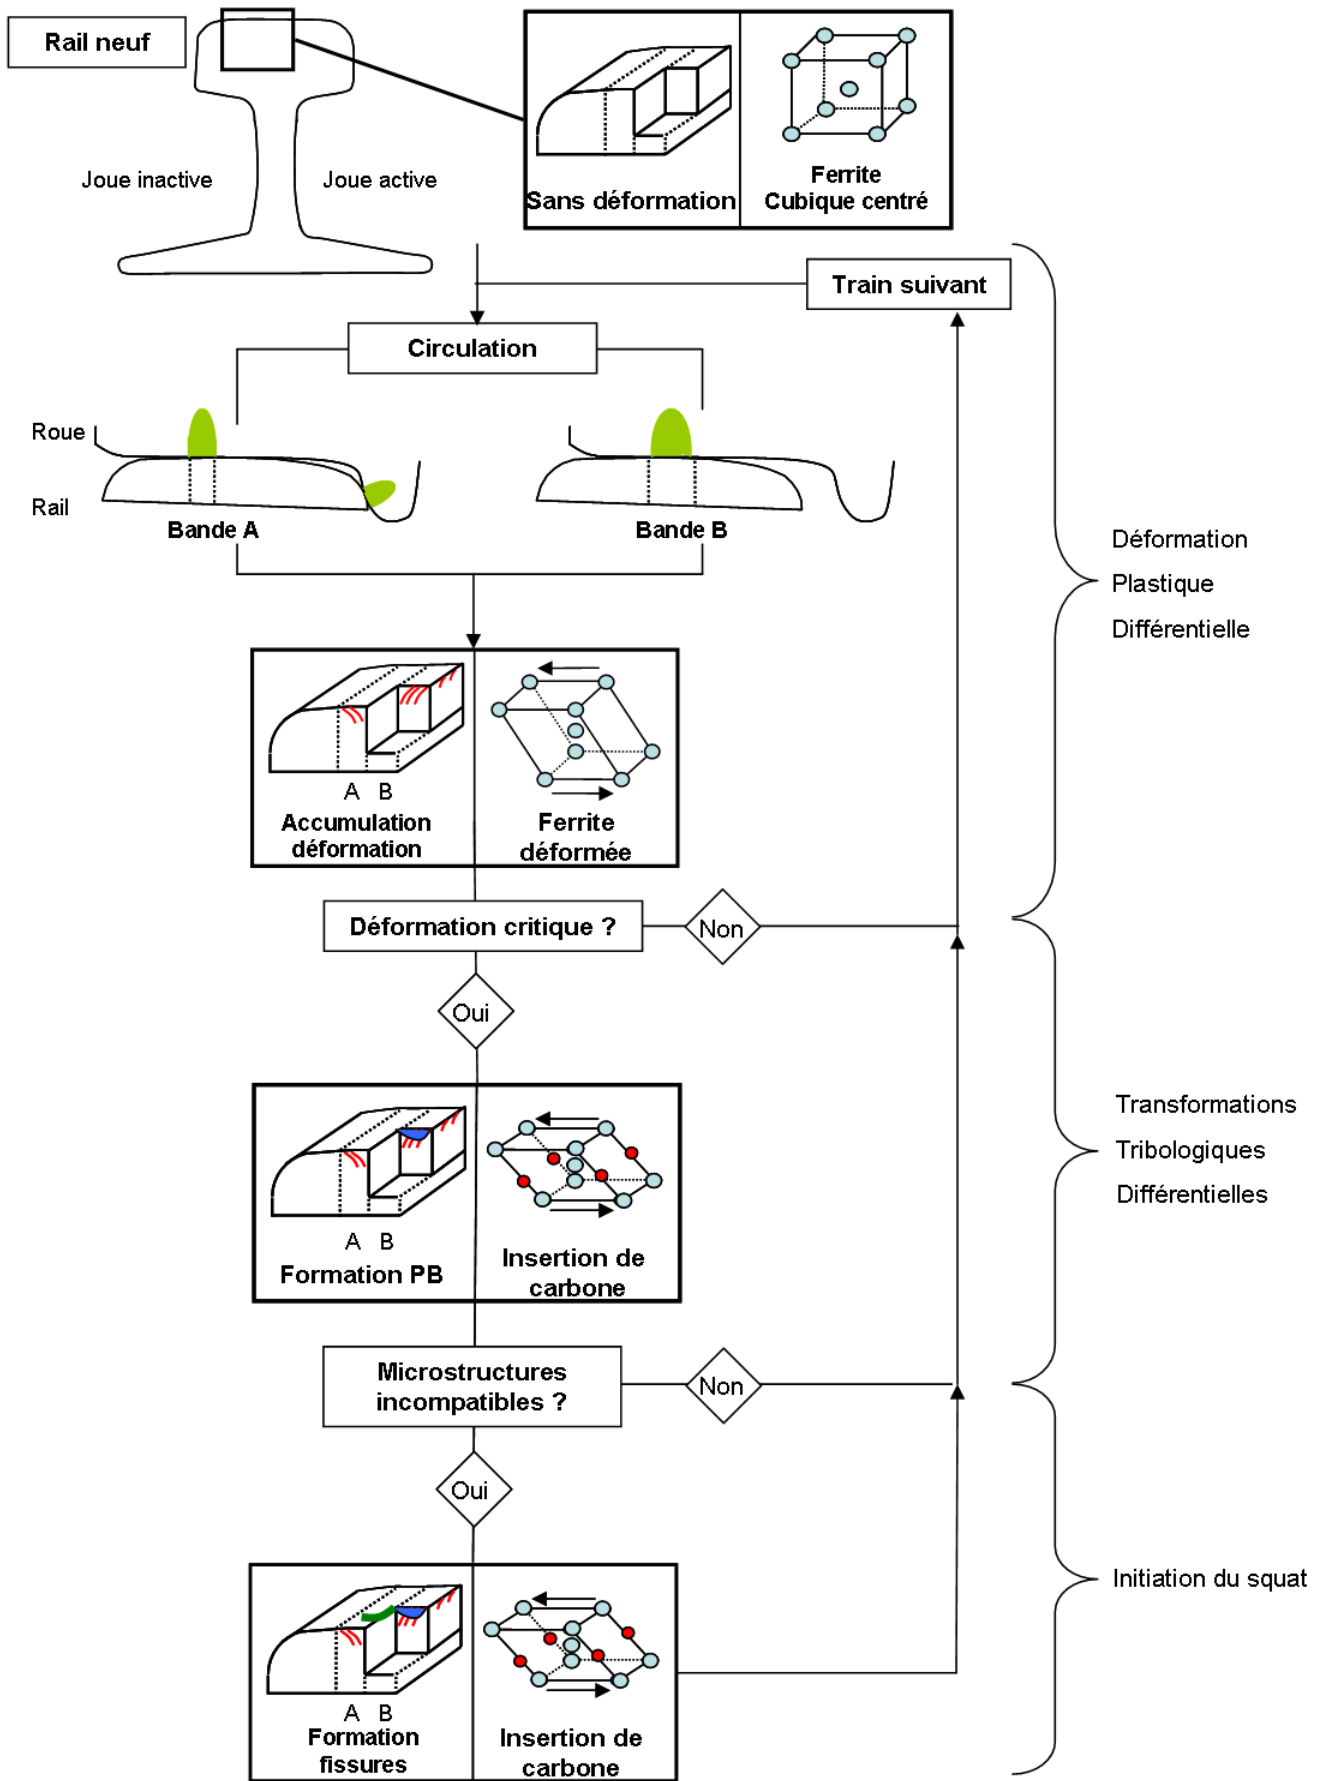 Rail neuf
Joue inactive
Joue active
Sans déformation
Ferrite
Cubique centré
Train suivant
Circulation
Roue
Rail
Bande A
Bande B
Déformation
Plastique
Différentielle
A B
Accumulation
déformation
Ferrite
déformée
Déformation critique ?
Non
Oui
A B
Formation PB
Insertion de
carbone
Transformations
Tribologiques
Différentielles
Microstructures
incompatibles ?
Non
Oui
A B
Formation
fissures
Insertion de
carbone
Initiation du squat